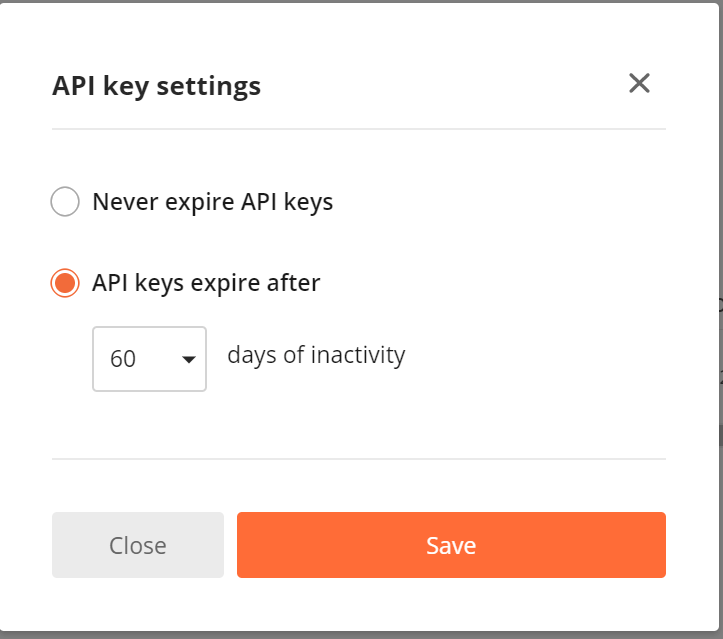 API key settings
Never expire API keys
API keys expire after
60
days of inactivity
Close
Save